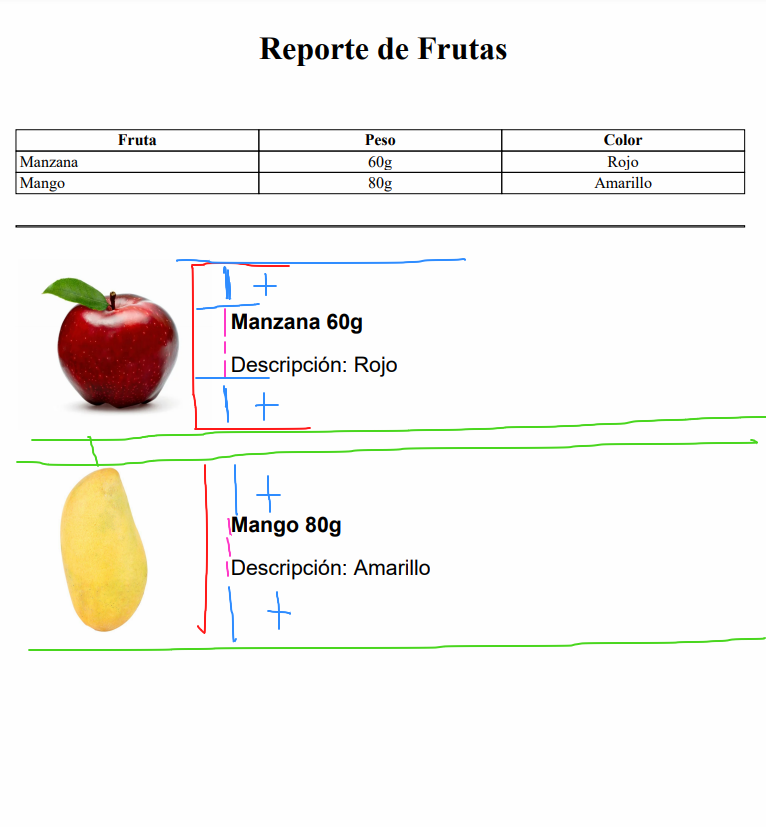 Reporte de Frutas
Fruta Peso Color
Manzana 60g Rojo
Mango 80g Amarillo
+
Manzana 60g
Descripción: Rojo
+
+
Mango 80g
Descripción: Amarillo
+